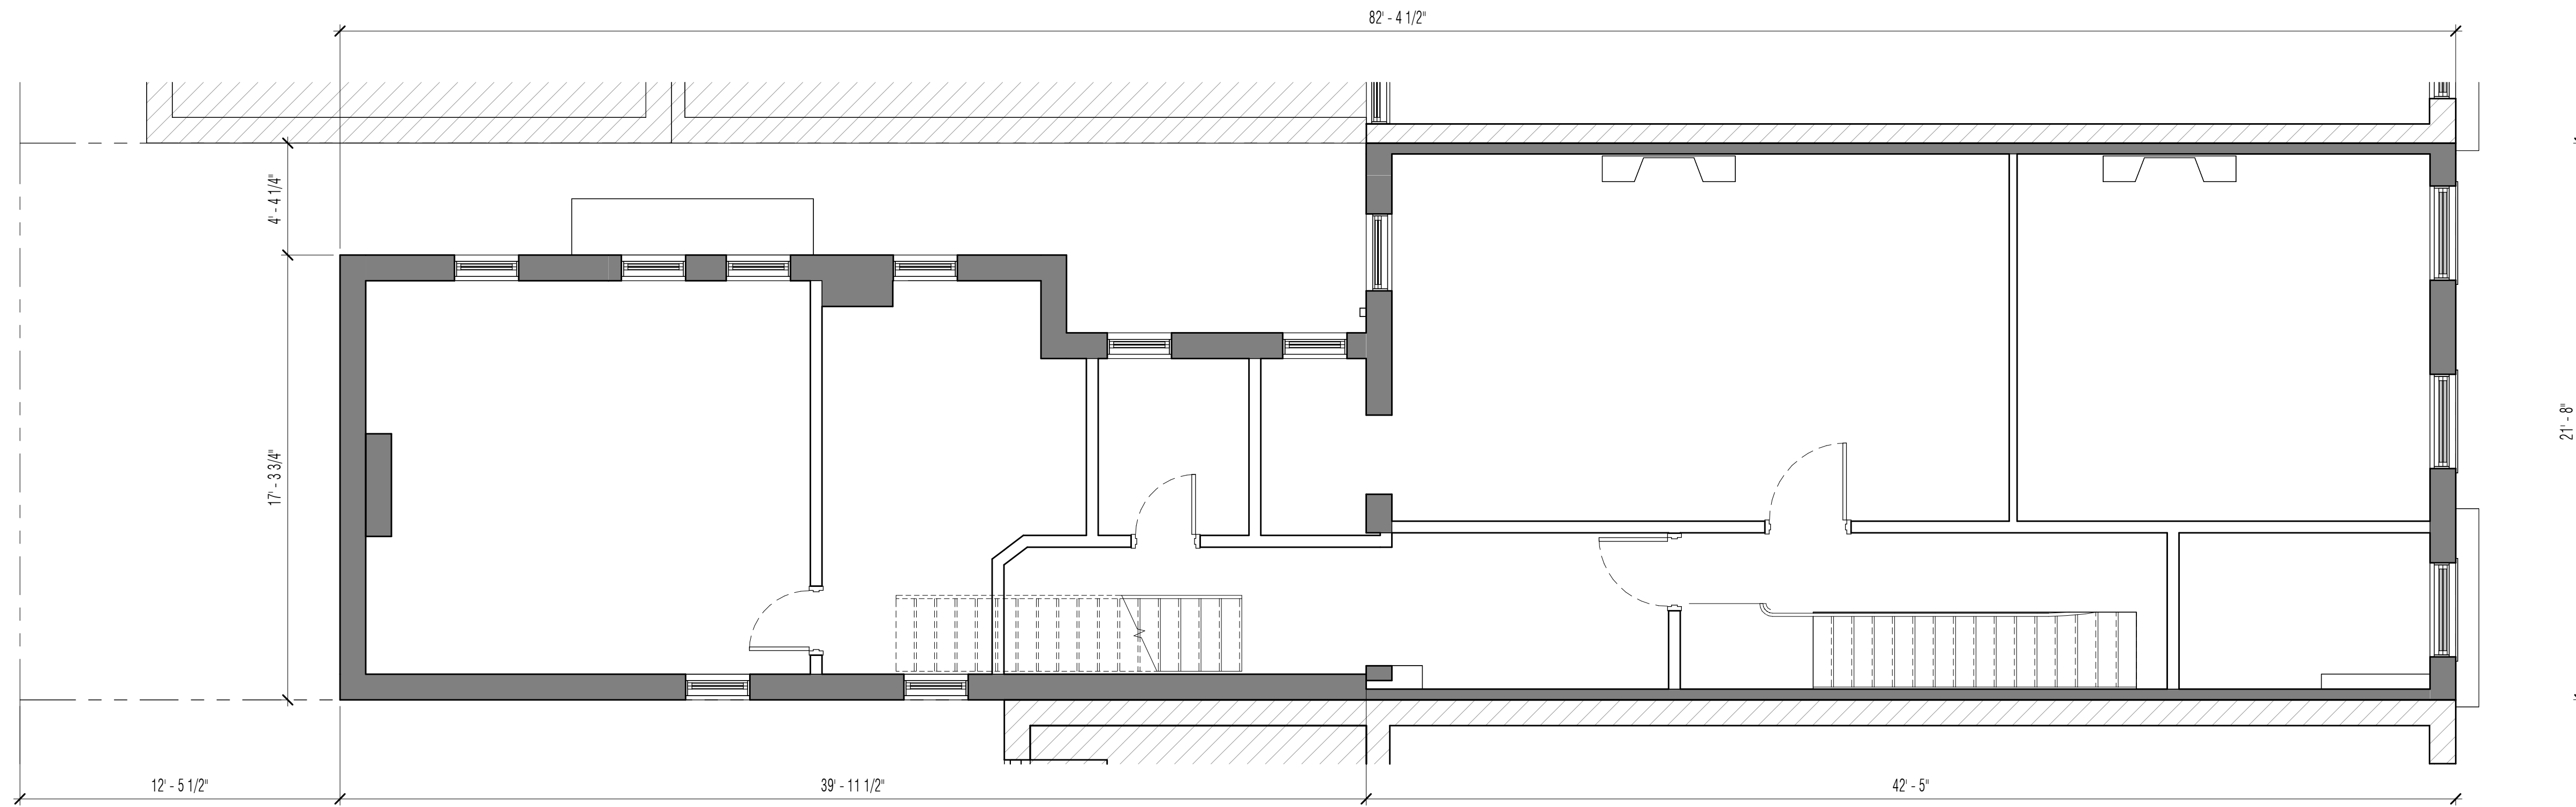 82' - 4 1/2"
4' - 4 1/4"
17' - 3 3/4"
21' - 8"
12' - 5 1/2"
39' - 11 1/2"
42' - 5"